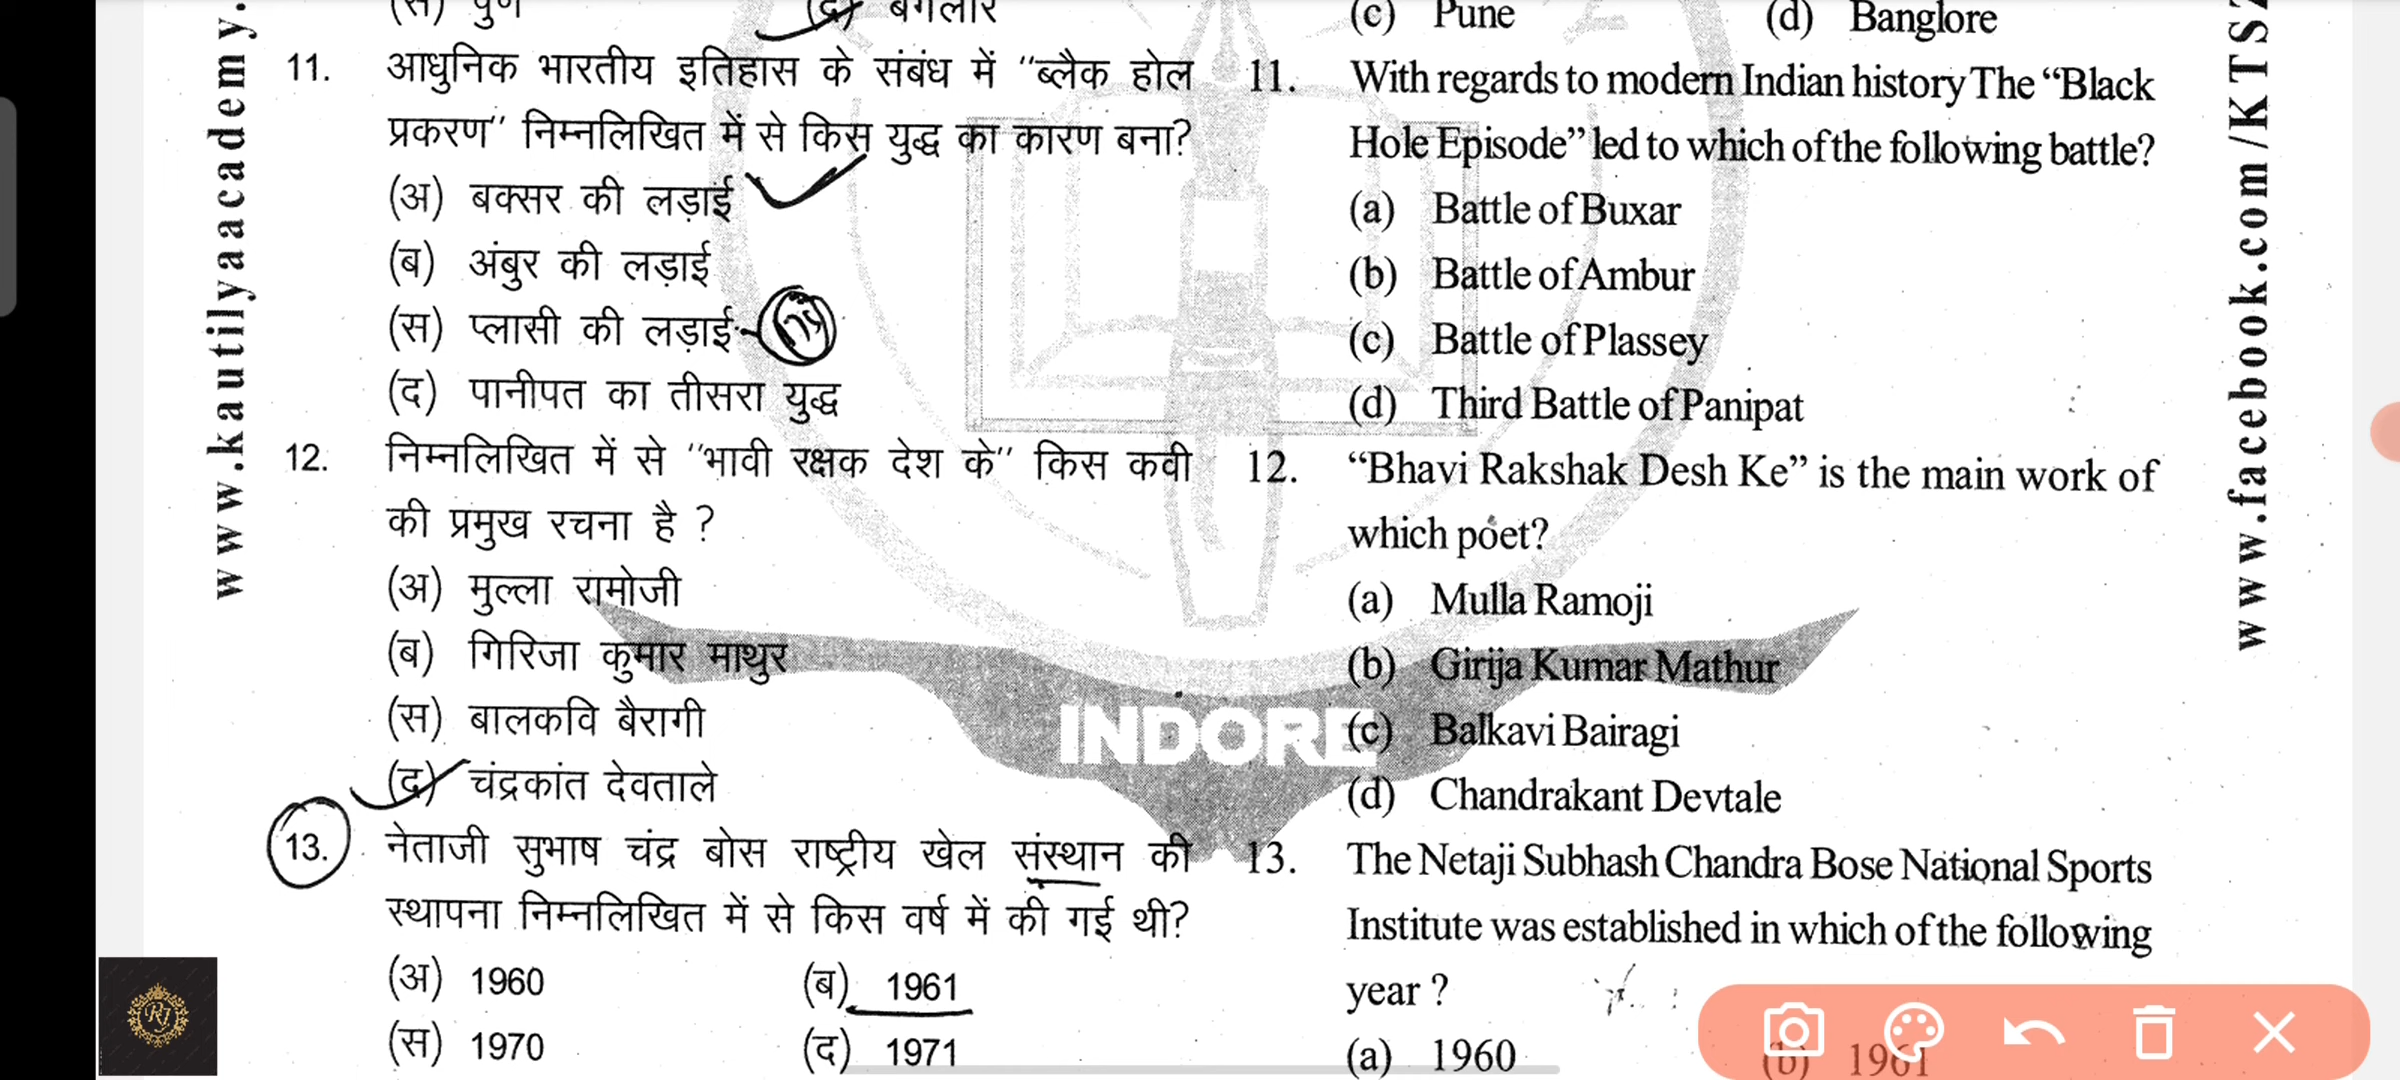 (स) पुणे (द) बंगलोर
11. आधुनिक भारतीय इतिहास के संबंध में "ब्लैक होल
प्रकरण" निम्नलिखित में से किस युद्ध का कारण बना?
(अ) बक्सर की लड़ाई
(ब) अंबुर की लड़ाई
(स) प्लासी की लड़ाई
(द) पानीपत का तीसरा युद्ध
12. निम्नलिखित में से "भावी रक्षक देश के" किस कवी
की प्रमुख रचना है ?
(अ) मुल्ला रामोजी
(ब) गिरिजा कुमार माथुर
(स) बालकवि बैरागी
(द) चंद्रकांत देवताले
13. नेताजी सुभाष चंद्र बोस राष्ट्रीय खेल संस्थान की
स्थापना निम्नलिखित में से किस वर्ष में की गई थी?
(अ) 1960 (ब) 1961
(स) 1970 (द) 1971
(c) Pune (d) Banglore
11. With regards to modern Indian history The “Black
Hole Episode” led to which of the following battle?
(a) Battle of Buxar
(b) Battle of Ambur
(c) Battle of Plassey
(d) Third Battle of Panipat
12. “Bhavi Rakshak Desh Ke” is the main work of
which poet?
(a) Mulla Ramoji
(b) Girija Kumar Mathur
(c) Balkavi Bairagi
(d) Chandrakant Devtale
13. The Netaji Subhash Chandra Bose National Sports
Institute was established in which of the following
year ?
(a) 1960 (b) 1961
www.kautilyaacademy.
www.facebook.com/KTS
INDORE
RJ